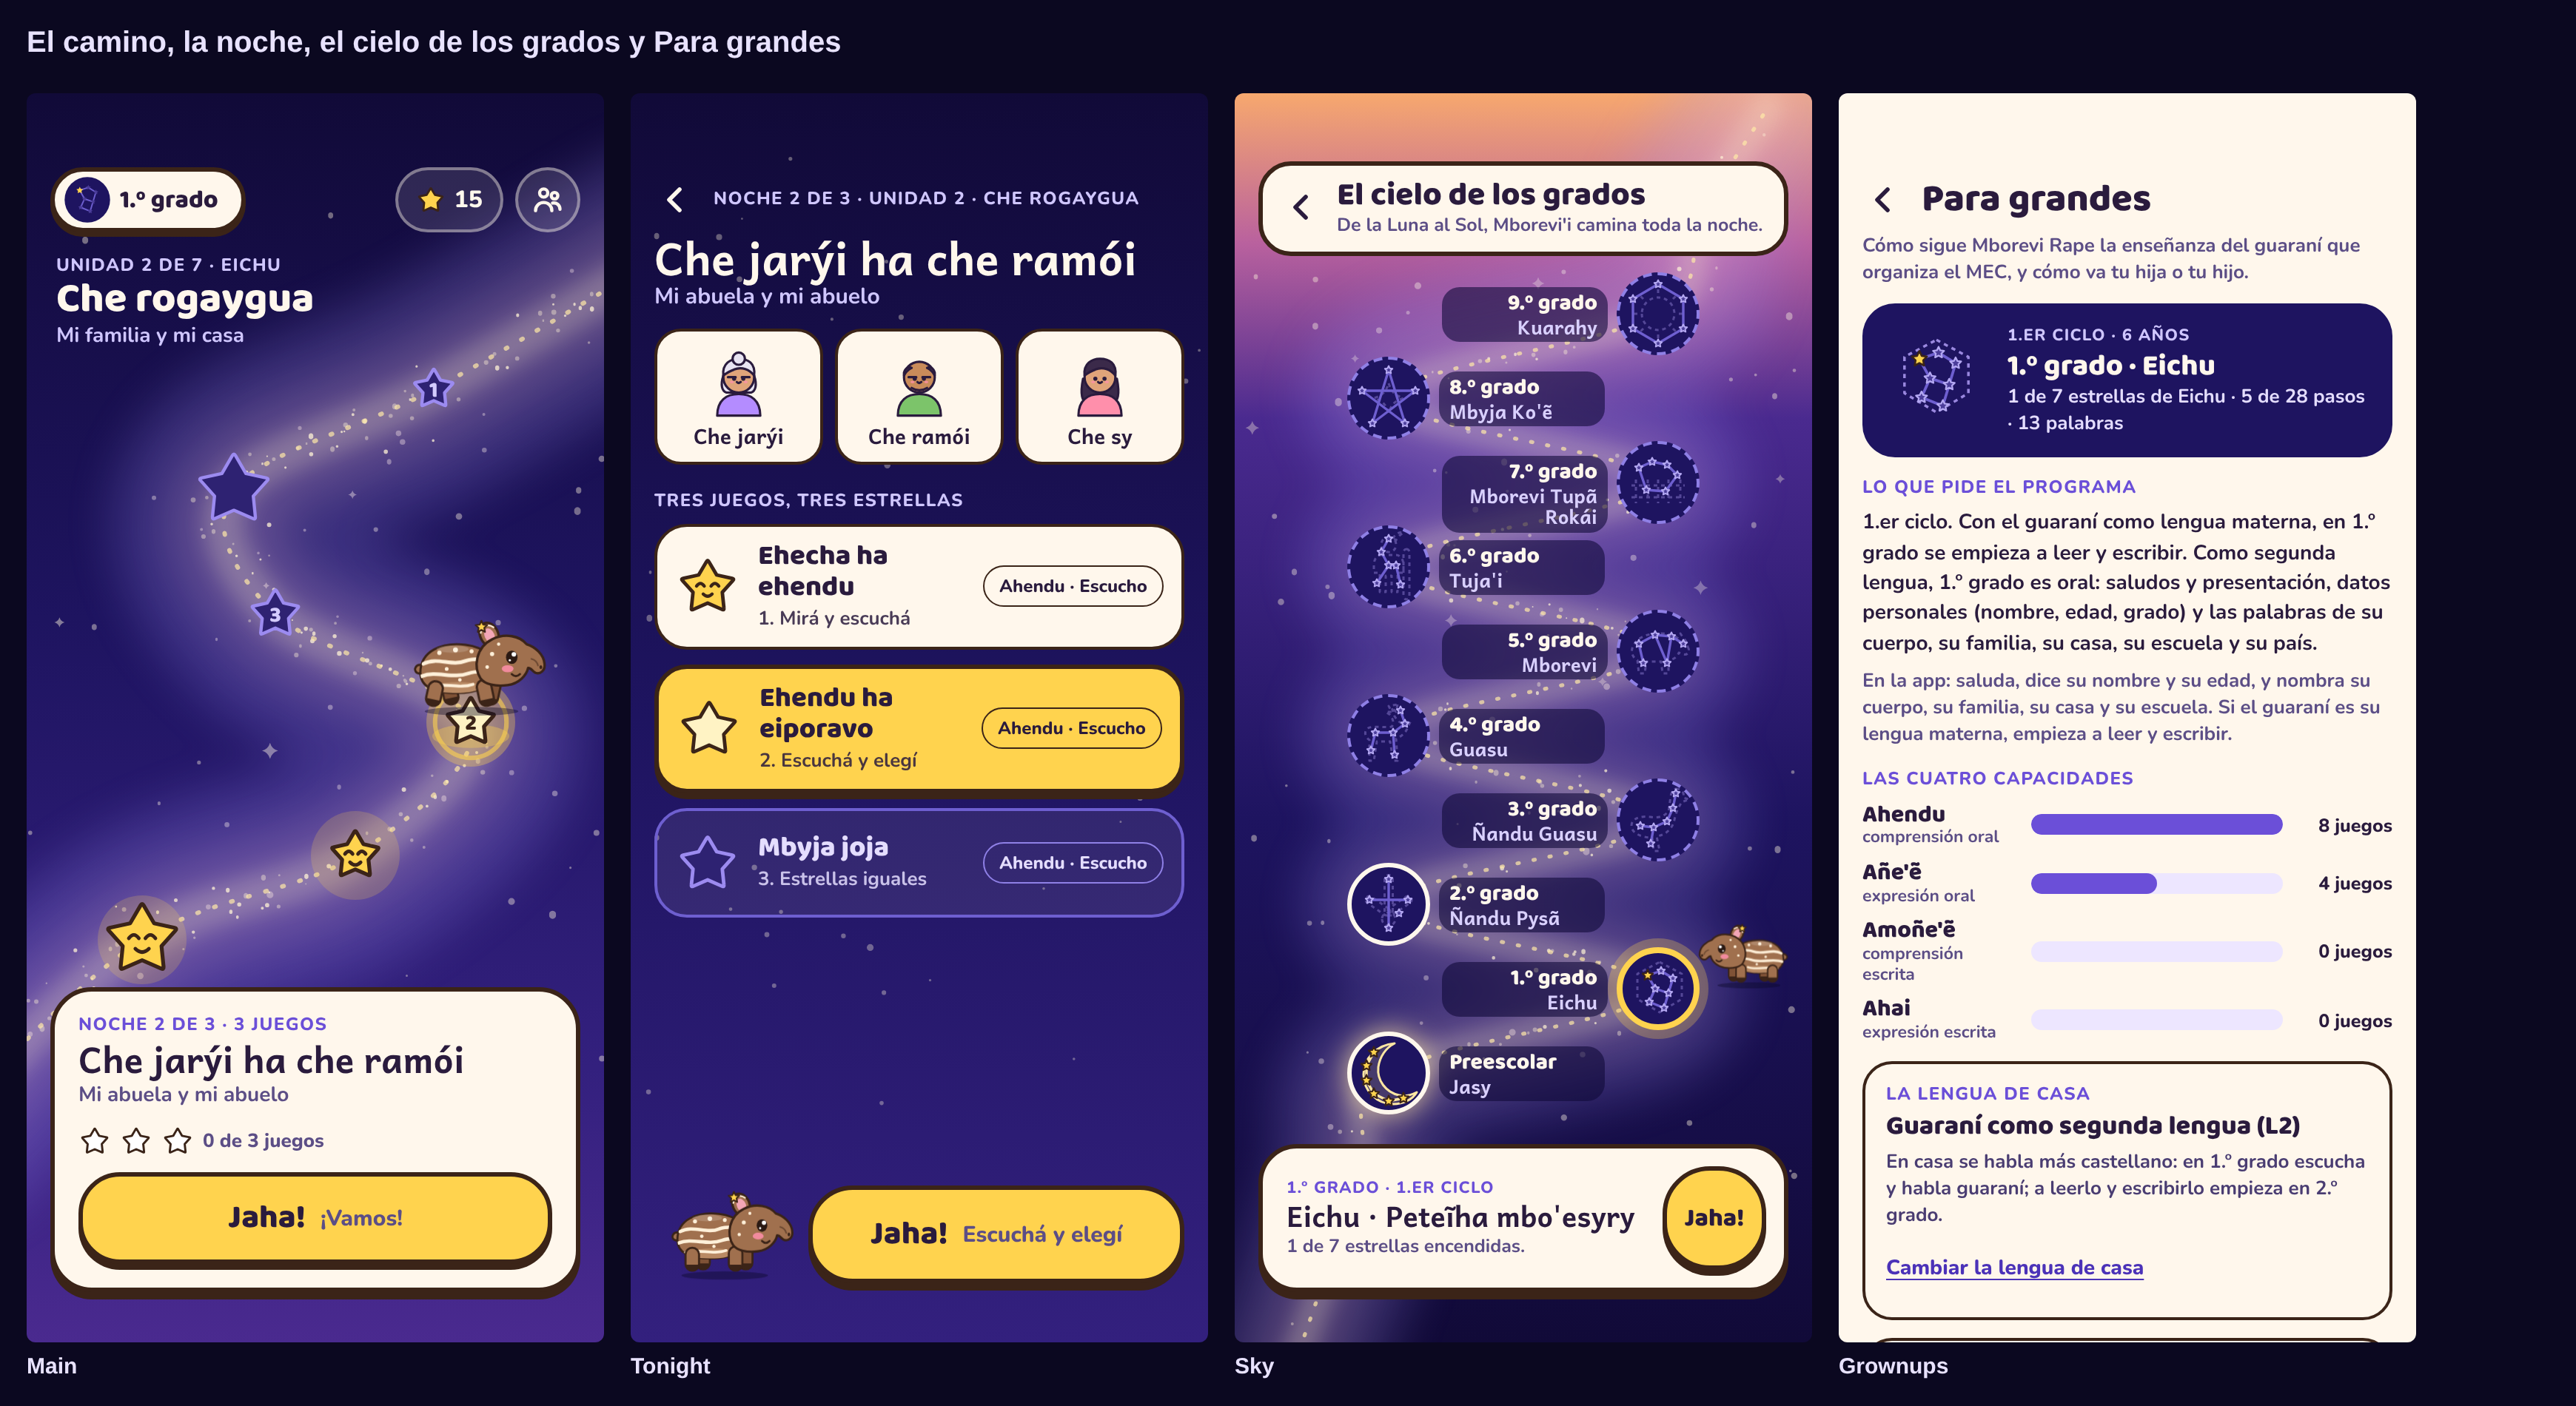 El camino, la noche, el cielo de los grados y Para grandes
1.º grado
15
UNIDAD 2 DE 7 · EICHU
Che rogaygua
Mi familia y mi casa
1
3
2
NOCHE 2 DE 3 · 3 JUEGOS
Che jarýi ha che ramói
Mi abuela y mi abuelo
0 de 3 juegos
Jaha! ¡Vamos!
Main
NOCHE 2 DE 3 · UNIDAD 2 · CHE ROGAYGUA
Che jarýi ha che ramói
Mi abuela y mi abuelo
Che jarýi
Che ramói
Che sy
TRES JUEGOS, TRES ESTRELLAS
Ehecha ha
ehendu
1. Mirá y escuchá
Ahendu · Escucho
Ehendu ha
eiporavo
2. Escuchá y elegí
Ahendu · Escucho
Mbyja joja
3. Estrellas iguales
Ahendu · Escucho
Jaha! Escuchá y elegí
Tonight
El cielo de los grados
De la Luna al Sol, Mborevi'i camina toda la noche.
9.º grado
Kuarahy
8.º grado
Mbyja Ko'ẽ
7.º grado
Mborevi Tupã
Rokái
6.º grado
Tuja'i
5.º grado
Mborevi
4.º grado
Guasu
3.º grado
Ñandu Guasu
2.º grado
Ñandu Pysã
1.º grado
Eichu
Preescolar
Jasy
1.º GRADO · 1.ER CICLO
Eichu · Peteĩha mbo'esyry
1 de 7 estrellas encendidas.
Jaha!
Sky
Para grandes
Cómo sigue Mborevi Rape la enseñanza del guaraní que
organiza el MEC, y cómo va tu hija o tu hijo.
1.ER CICLO · 6 AÑOS
1.º grado · Eichu
1 de 7 estrellas de Eichu · 5 de 28 pasos
· 13 palabras
LO QUE PIDE EL PROGRAMA
1.er ciclo. Con el guaraní como lengua materna, en 1.º
grado se empieza a leer y escribir. Como segunda
lengua, 1.º grado es oral: saludos y presentación, datos
personales (nombre, edad, grado) y las palabras de su
cuerpo, su familia, su casa, su escuela y su país.
En la app: saluda, dice su nombre y su edad, y nombra su
cuerpo, su familia, su casa y su escuela. Si el guaraní es su
lengua materna, empieza a leer y escribir.
LAS CUATRO CAPACIDADES
Ahendu
comprensión oral
8 juegos
Añe'ẽ
expresión oral
4 juegos
Amoñe'ẽ
comprensión
escrita
0 juegos
Ahai
expresión escrita
0 juegos
LA LENGUA DE CASA
Guaraní como segunda lengua (L2)
En casa se habla más castellano: en 1.º grado escucha
y habla guaraní; a leerlo y escribirlo empieza en 2.º
grado.
Cambiar la lengua de casa
Grownups